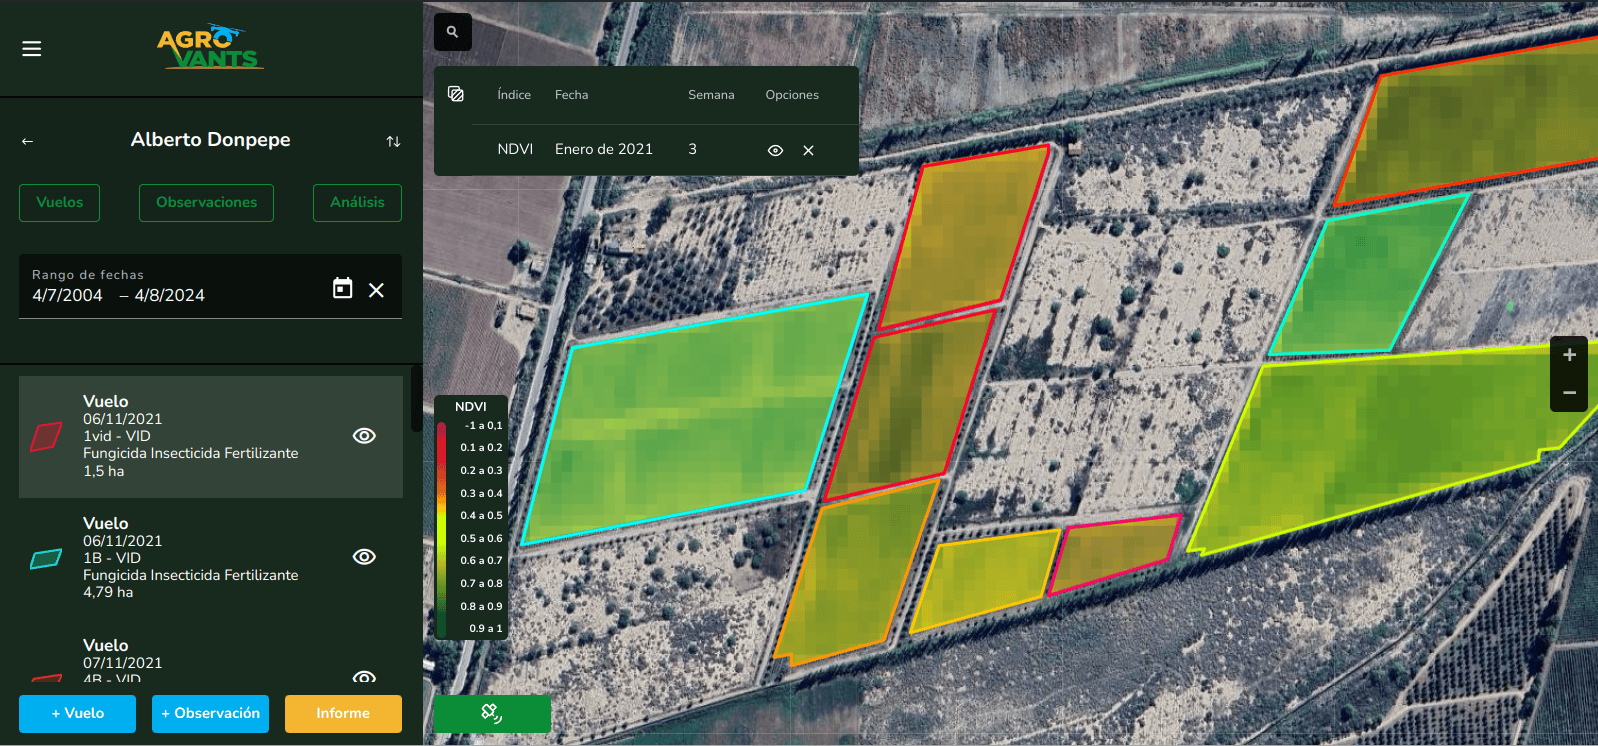 AGRO
VANTS
Alberto Donpepe
Vuelos
Observaciones
Análisis
Rango de fechas
4/7/2004 – 4/8/2024
Vuelo
06/11/2021
1vid - VID
Fungicida Insecticida Fertilizante
1,5 ha
Vuelo
06/11/2021
1B - VID
Fungicida Insecticida Fertilizante
4,79 ha
Vuelo
07/11/2021
4B - VID
+ Vuelo
+ Observación
Informe
Índice Fecha Semana Opciones
NDVI Enero de 2021 3
NDVI
-1 a 0,1
0.1 a 0.2
0.2 a 0.3
0.3 a 0.4
0.4 a 0.5
0.5 a 0.6
0.6 a 0.7
0.7 a 0.8
0.8 a 0.9
0.9 a 1
+
−